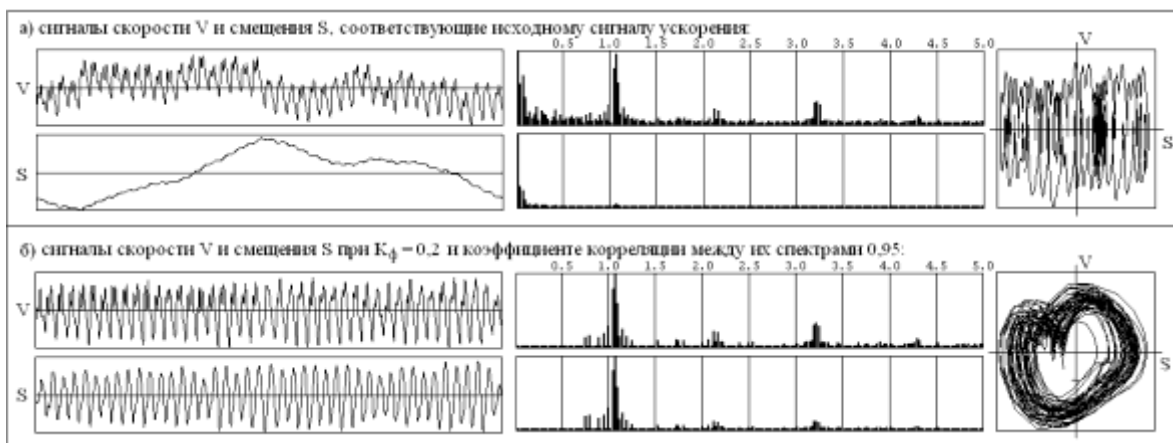 а) сигналы скорости V и смещения S, соответствующие исходному сигналу ускорения:
0.5 1.0 1.5 2.0 2.5 3.0 3.5 4.0 4.5 5.0
V
V
S
S
б) сигналы скорости V и смещения S при Kф = 0,2 и коэффициенте корреляции между их спектрами 0,95:
0.5 1.0 1.5 2.0 2.5 3.0 3.5 4.0 4.5 5.0
V
V
S
S